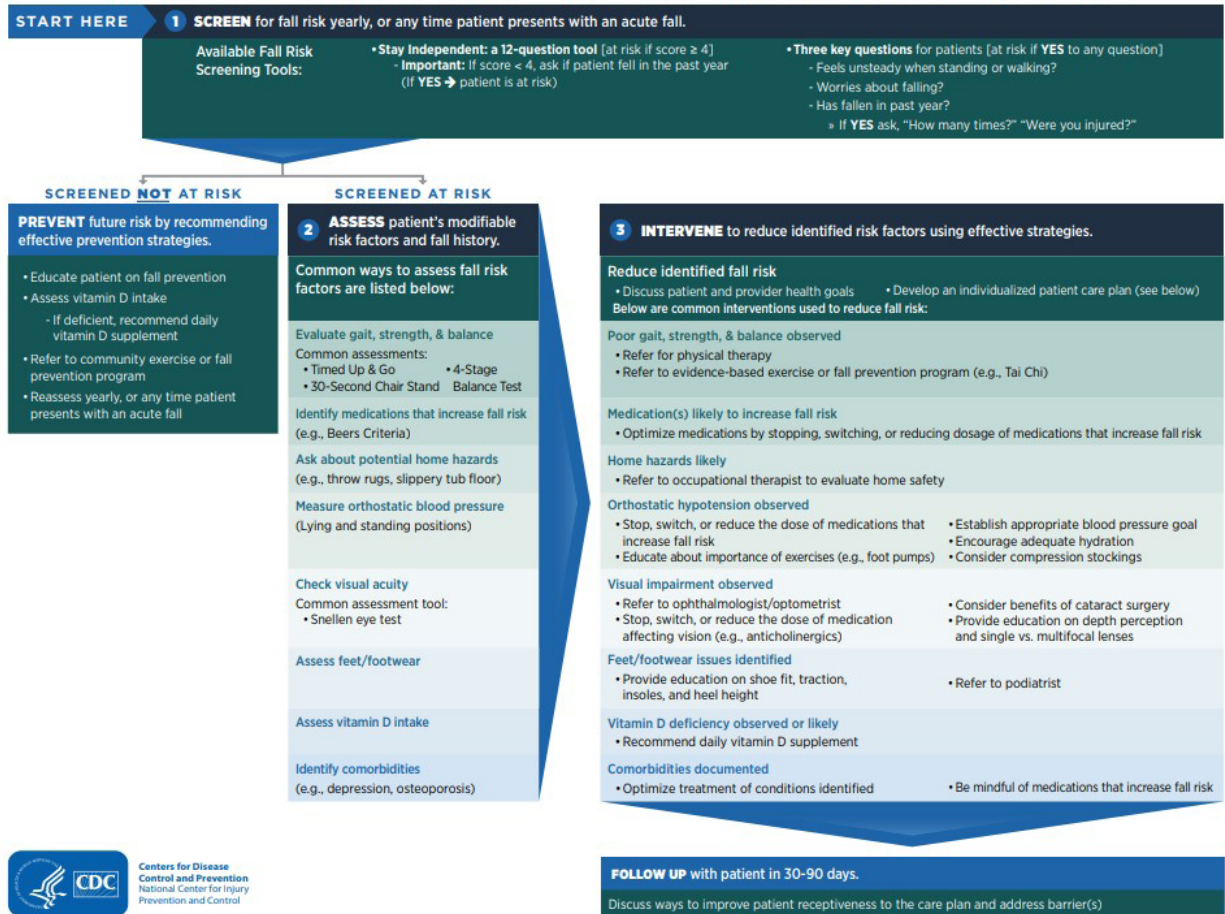 START HERE
1 SCREEN for fall risk yearly, or any time patient presents with an acute fall.
Available Fall Risk
Screening Tools:
• Stay Independent: a 12-question tool [at risk if score ≥ 4]
- Important: If score < 4, ask if patient fell in the past year
(If YES ➔ patient is at risk)
• Three key questions for patients [at risk if YES to any question]
- Feels unsteady when standing or walking?
- Worries about falling?
- Has fallen in past year?
» If YES ask, “How many times?” “Were you injured?”
SCREENED NOT AT RISK
PREVENT future risk by recommending
effective prevention strategies.
• Educate patient on fall prevention
• Assess vitamin D intake
- If deficient, recommend daily
vitamin D supplement
• Refer to community exercise or fall
prevention program
• Reassess yearly, or any time patient
presents with an acute fall
SCREENED AT RISK
2 ASSESS patient’s modifiable
risk factors and fall history.
Common ways to assess fall risk
factors are listed below:
Evaluate gait, strength, & balance
Common assessments:
• Timed Up & Go • 4-Stage
• 30-Second Chair Stand Balance Test
Identify medications that increase fall risk
(e.g., Beers Criteria)
Ask about potential home hazards
(e.g., throw rugs, slippery tub floor)
Measure orthostatic blood pressure
(Lying and standing positions)
Check visual acuity
Common assessment tool:
• Snellen eye test
Assess feet/footwear
Assess vitamin D intake
Identify comorbidities
(e.g., depression, osteoporosis)
3 INTERVENE to reduce identified risk factors using effective strategies.
Reduce identified fall risk
• Discuss patient and provider health goals • Develop an individualized patient care plan (see below)
Below are common interventions used to reduce fall risk:
Poor gait, strength, & balance observed
• Refer for physical therapy
• Refer to evidence-based exercise or fall prevention program (e.g., Tai Chi)
Medication(s) likely to increase fall risk
• Optimize medications by stopping, switching, or reducing dosage of medications that increase fall risk
Home hazards likely
• Refer to occupational therapist to evaluate home safety
Orthostatic hypotension observed
• Stop, switch, or reduce the dose of medications that
increase fall risk
• Educate about importance of exercises (e.g., foot pumps)
• Establish appropriate blood pressure goal
• Encourage adequate hydration
• Consider compression stockings
Visual impairment observed
• Refer to ophthalmologist/optometrist
• Stop, switch, or reduce the dose of medication
affecting vision (e.g., anticholinergics)
• Consider benefits of cataract surgery
• Provide education on depth perception
and single vs. multifocal lenses
Feet/footwear issues identified
• Provide education on shoe fit, traction,
insoles, and heel height
• Refer to podiatrist
Vitamin D deficiency observed or likely
• Recommend daily vitamin D supplement
Comorbidities documented
• Optimize treatment of conditions identified
• Be mindful of medications that increase fall risk
FOLLOW UP with patient in 30-90 days.
Discuss ways to improve patient receptiveness to the care plan and address barrier(s)
CDC
Centers for Disease
Control and Prevention
National Center for Injury
Prevention and Control